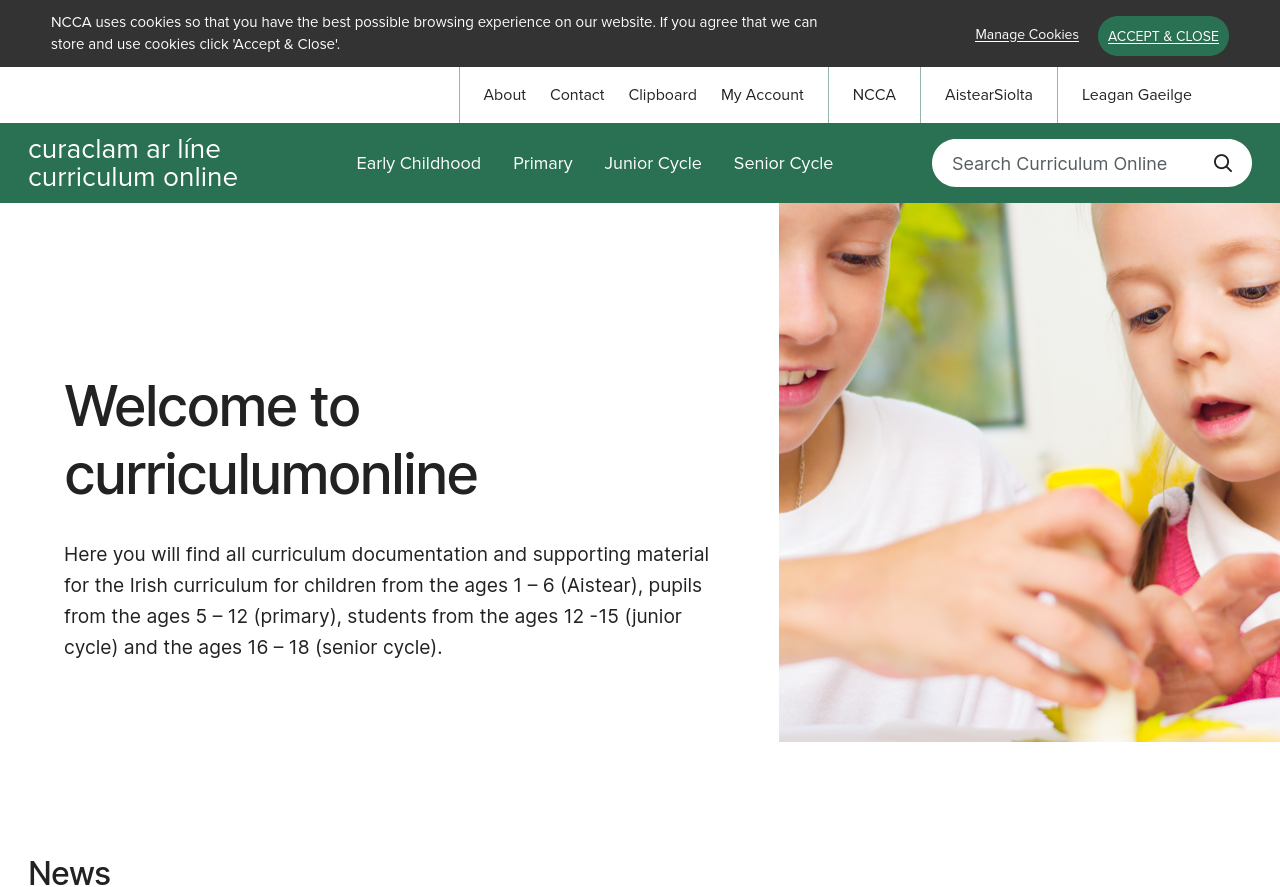 NCCA uses cookies so that you have the best possible browsing experience on our website. If you agree that we can
store and use cookies click 'Accept & Close'.
Manage Cookies
ACCEPT & CLOSE
About
Contact
Clipboard
My Account
NCCA
AistearSiolta
Leagan Gaeilge
curaclam ar líne
curriculum online
Early Childhood
Primary
Junior Cycle
Senior Cycle
Search Curriculum Online
Welcome to
curriculumonline
Here you will find all curriculum documentation and supporting material
for the Irish curriculum for children from the ages 1 – 6 (Aistear), pupils
from the ages 5 – 12 (primary), students from the ages 12 -15 (junior
cycle) and the ages 16 – 18 (senior cycle).
News